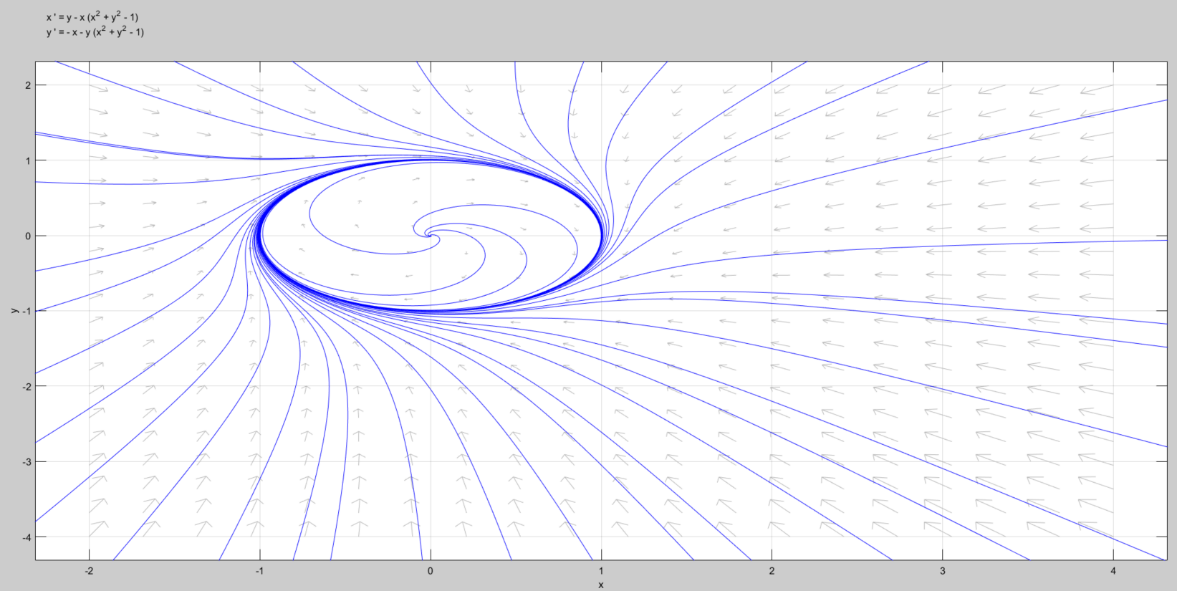 x ' = y - x (x² + y² - 1)
y ' = - x - y (x² + y² - 1)
2
1
0
-1
-2
-3
-4
y
-2 -1 0 1 2 3 4
x